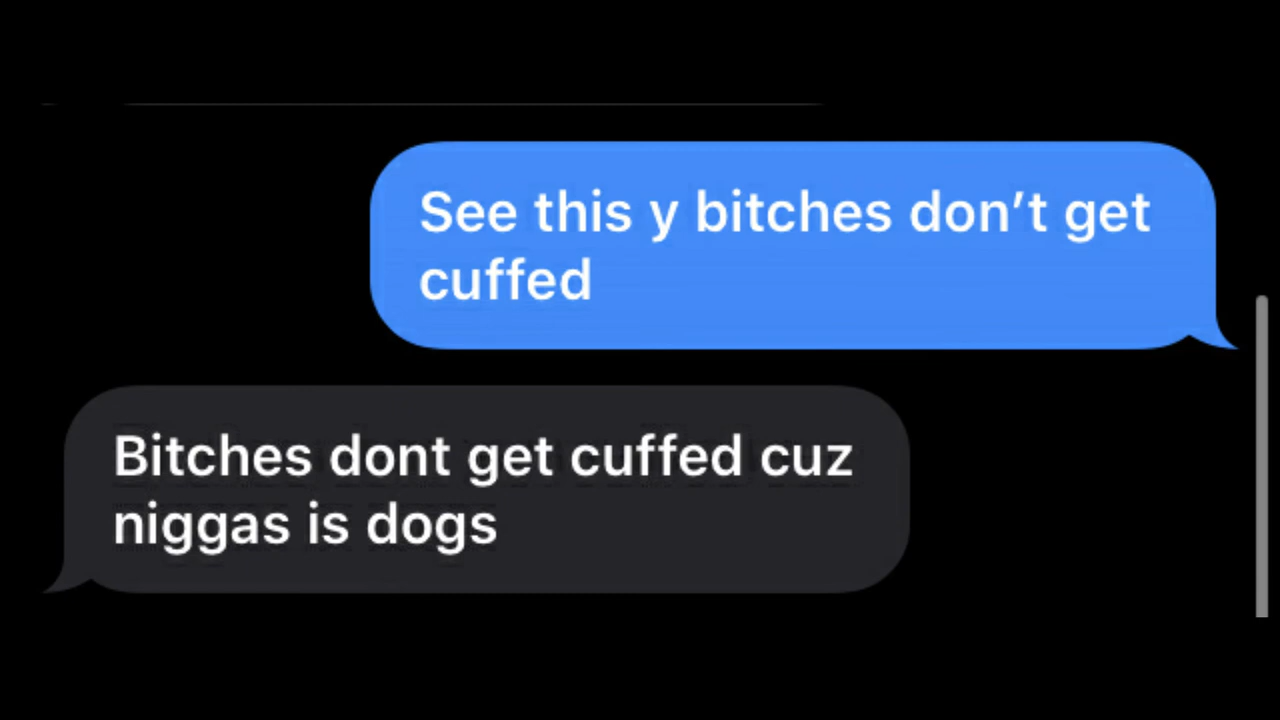 See this y bitches don’t get
cuffed
Bitches dont get cuffed cuz
niggas is dogs